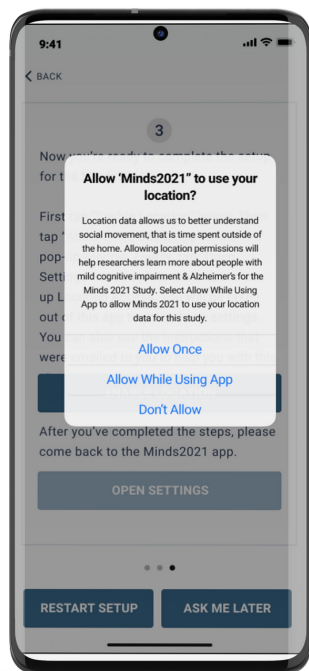 9:41
BACK
3
Now you're ready to complete the setup
for t
Allow ‘Minds2021” to use your
location?
Location data allows us to better understand
social movement, that is time spent outside of
the home. Allowing location permissions will
help researchers learn more about people with
mild cognitive impairment & Alzheimer's for the
Minds 2021 Study. Select Allow While Using
App to allow Minds 2021 to use your location
data for this study.
Allow Once
Allow While Using App
Don't Allow
First
tap
pop-
Setti
up L
out
You
were
After you've completed the steps, please
come back to the Minds2021 app.
OPEN SETTINGS
RESTART SETUP
ASK ME LATER